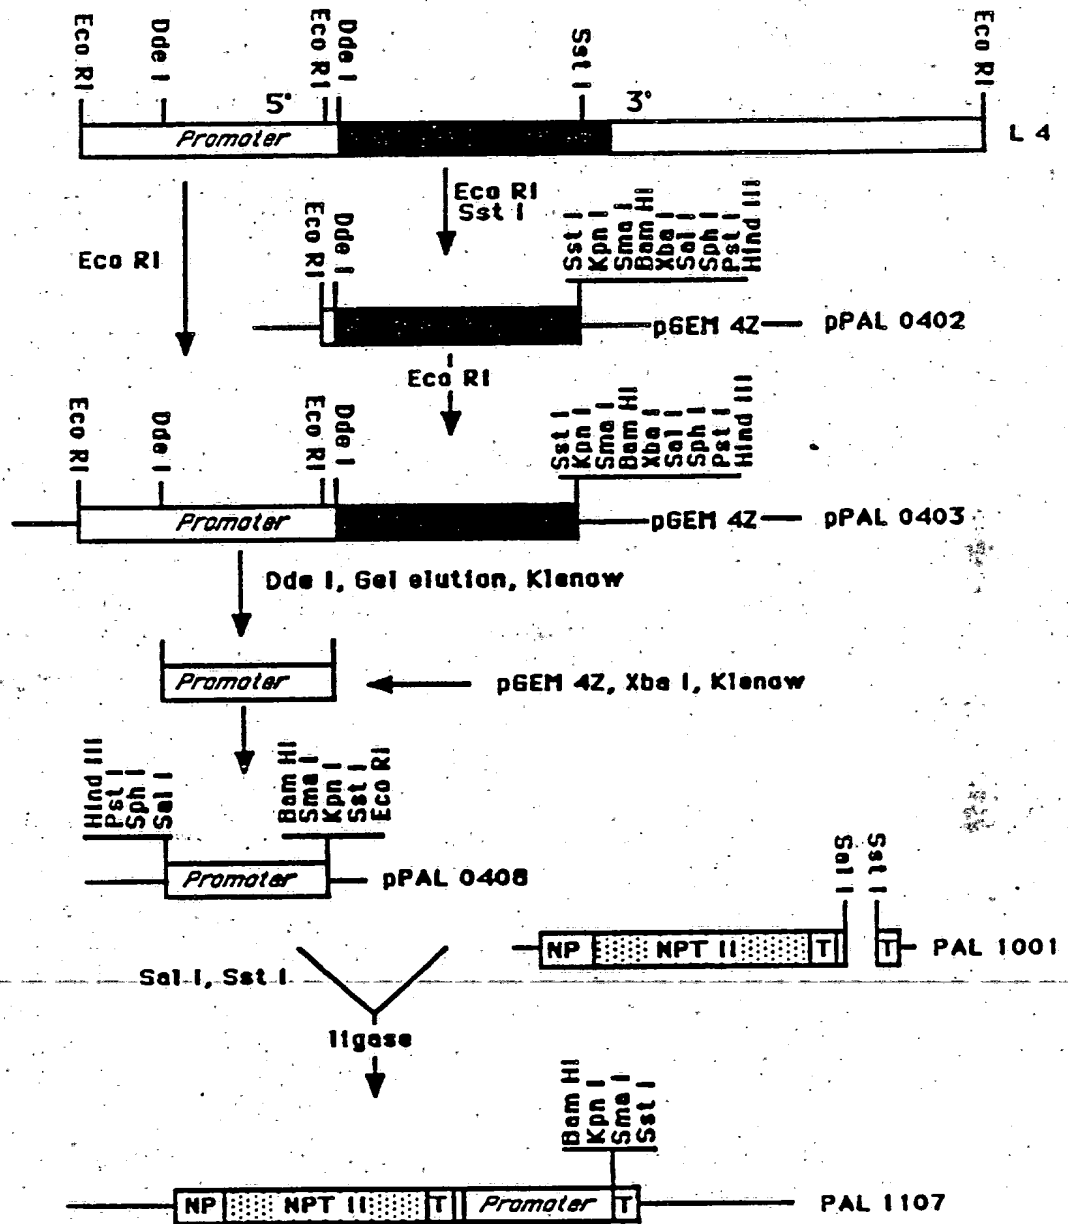 Eco RI
Dde I
Eco RI
Dde I
Sst I
Eco RI
5'
3'
Promoter
L 4
Eco RI
Eco RI
Sst I
Eco RI
Dde I
Sst I
Kpn I
Sma I
Bam HI
Xba I
Sal I
Sph I
Pst I
Hind III
pGEM 4Z
pPAL 0402
Eco RI
Eco RI
Dde I
Eco RI
Dde I
Sst I
Kpn I
Sma I
Bam HI
Xba I
Sal I
Sph I
Pst I
Hind III
Promoter
pGEM 4Z
pPAL 0403
Dde I, Gel elution, Klenow
Promoter
pGEM 4Z, Xba I, Klenow
Hind III
Pst I
Sph I
Sal I
Bam HI
Sma I
Kpn I
Sst I
Eco RI
Promoter
pPAL 0408
Sal I
Sst I
NP
NPT II
T
T
PAL 1001
Sal I, Sst I
ligase
Bam HI
Kpn I
Sma I
Sst I
NP
NPT II
T
Promoter
T
PAL 1107